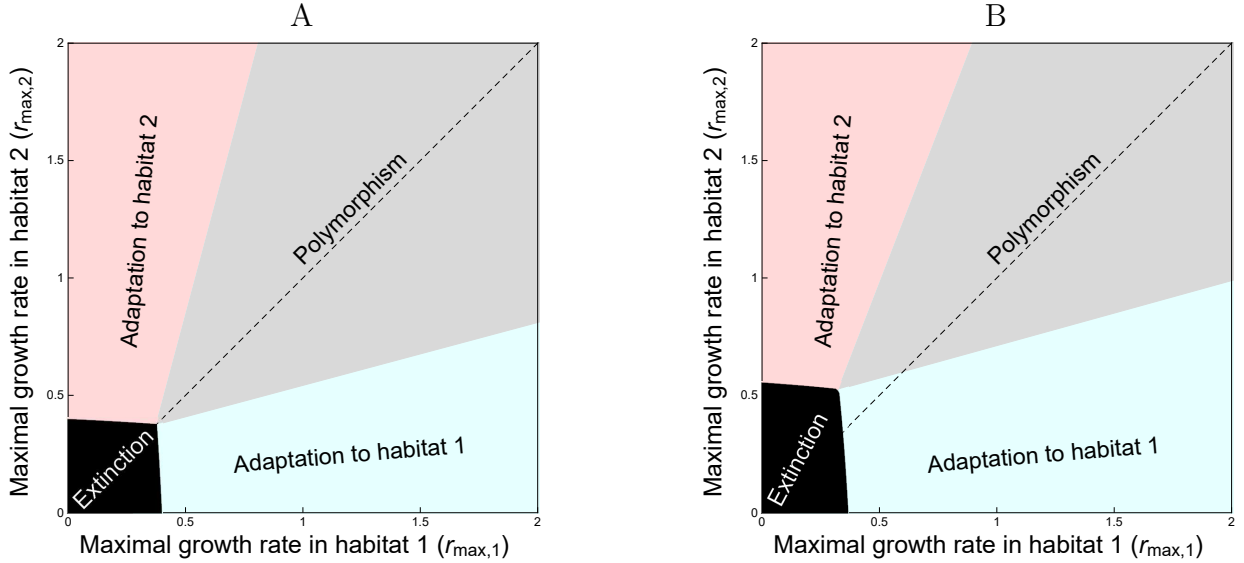 A
Maximal growth rate in habitat 2 (rmax,2)
2
1.5
1
0.5
0
Adaptation to habitat 2
Polymorphism
Extinction
Adaptation to habitat 1
0
0.5
1
1.5
2
Maximal growth rate in habitat 1 (rmax,1)
B
Maximal growth rate in habitat 2 (rmax,2)
2
1.5
1
0.5
0
Adaptation to habitat 2
Polymorphism
Extinction
Adaptation to habitat 1
0
0.5
1
1.5
2
Maximal growth rate in habitat 1 (rmax,1)